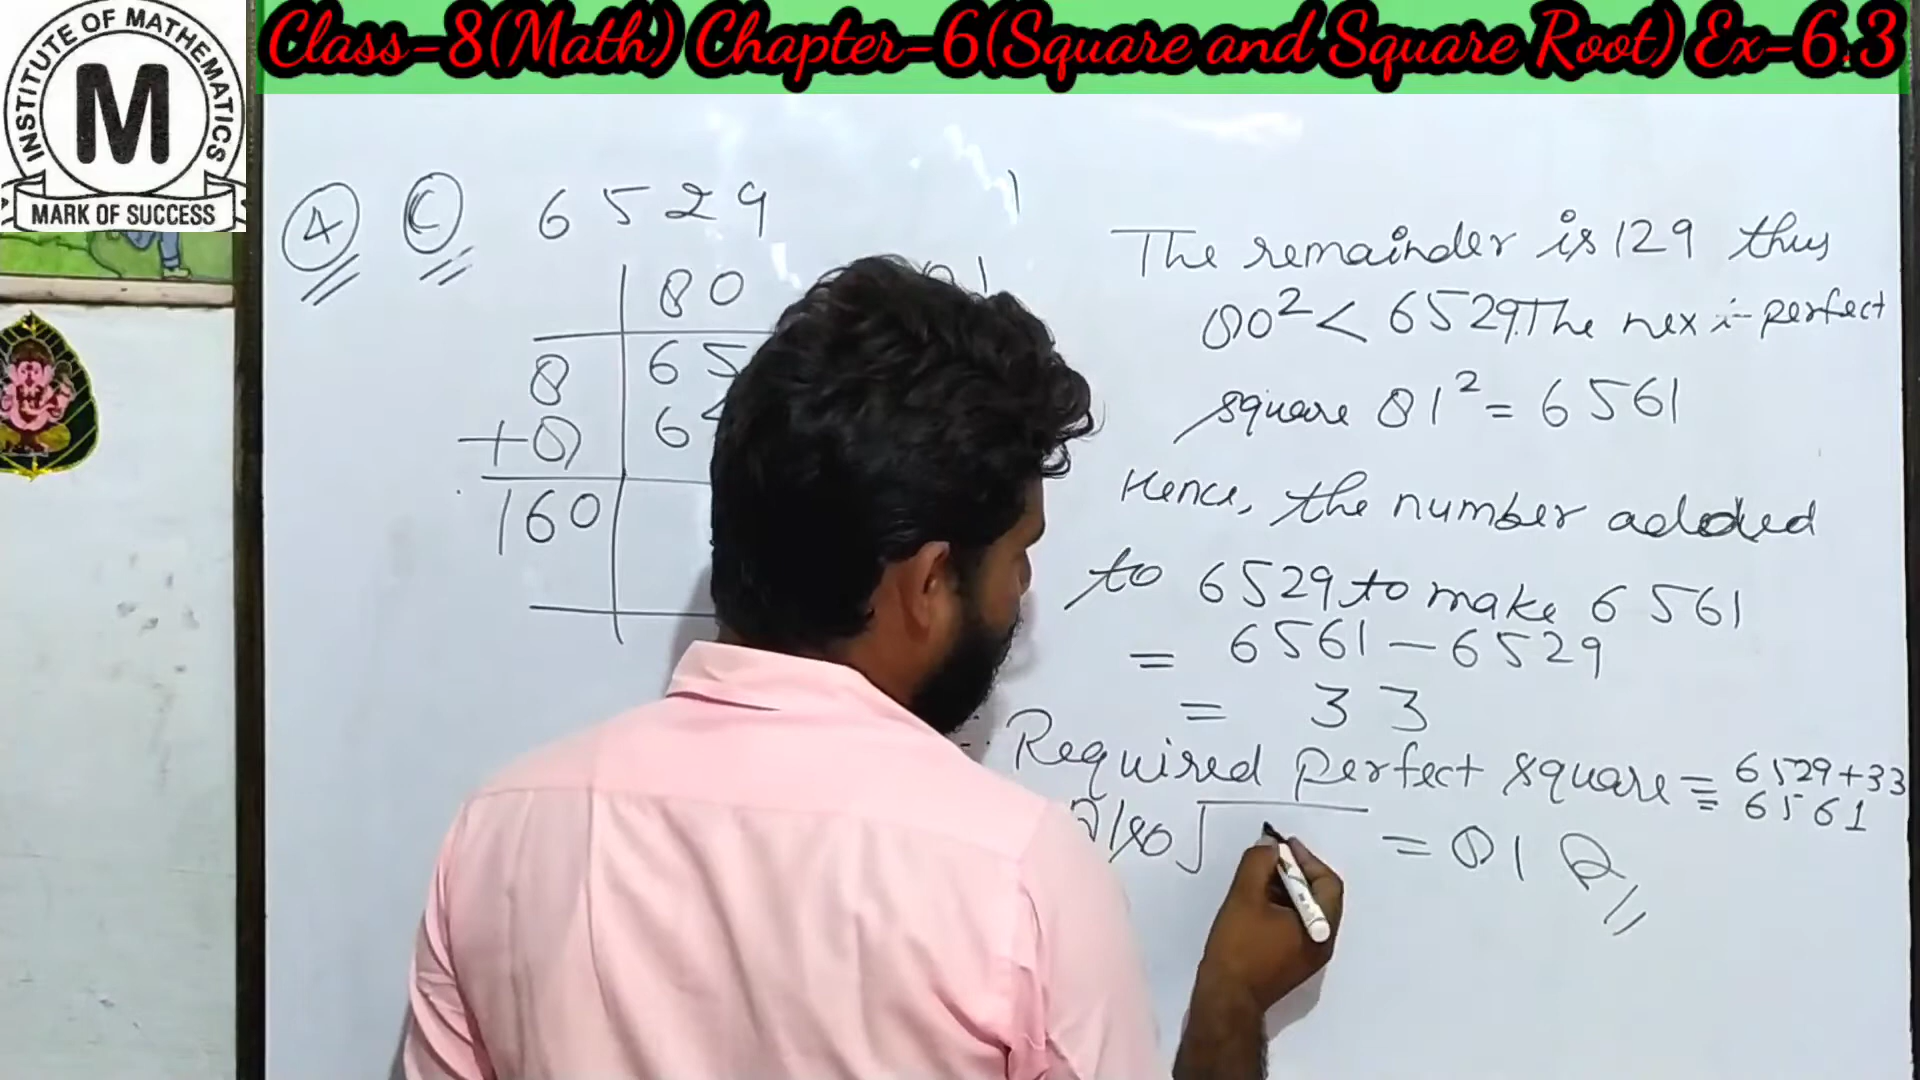 Class-8(Math) Chapter-6(Square and Square Root) Ex-6.3
INSTITUTE OF MATHEMATICS
M
MARK OF SUCCESS
4 C 6529
80
8 65
+8 6
160
The remainder is 129 thus
80² < 6529. The next perfect
square 81² = 6561
Hence, the number added
to 6529 to make 6561
= 6561 - 6529
= 33
Required perfect square = 6529+33
= 6561
√ = 81